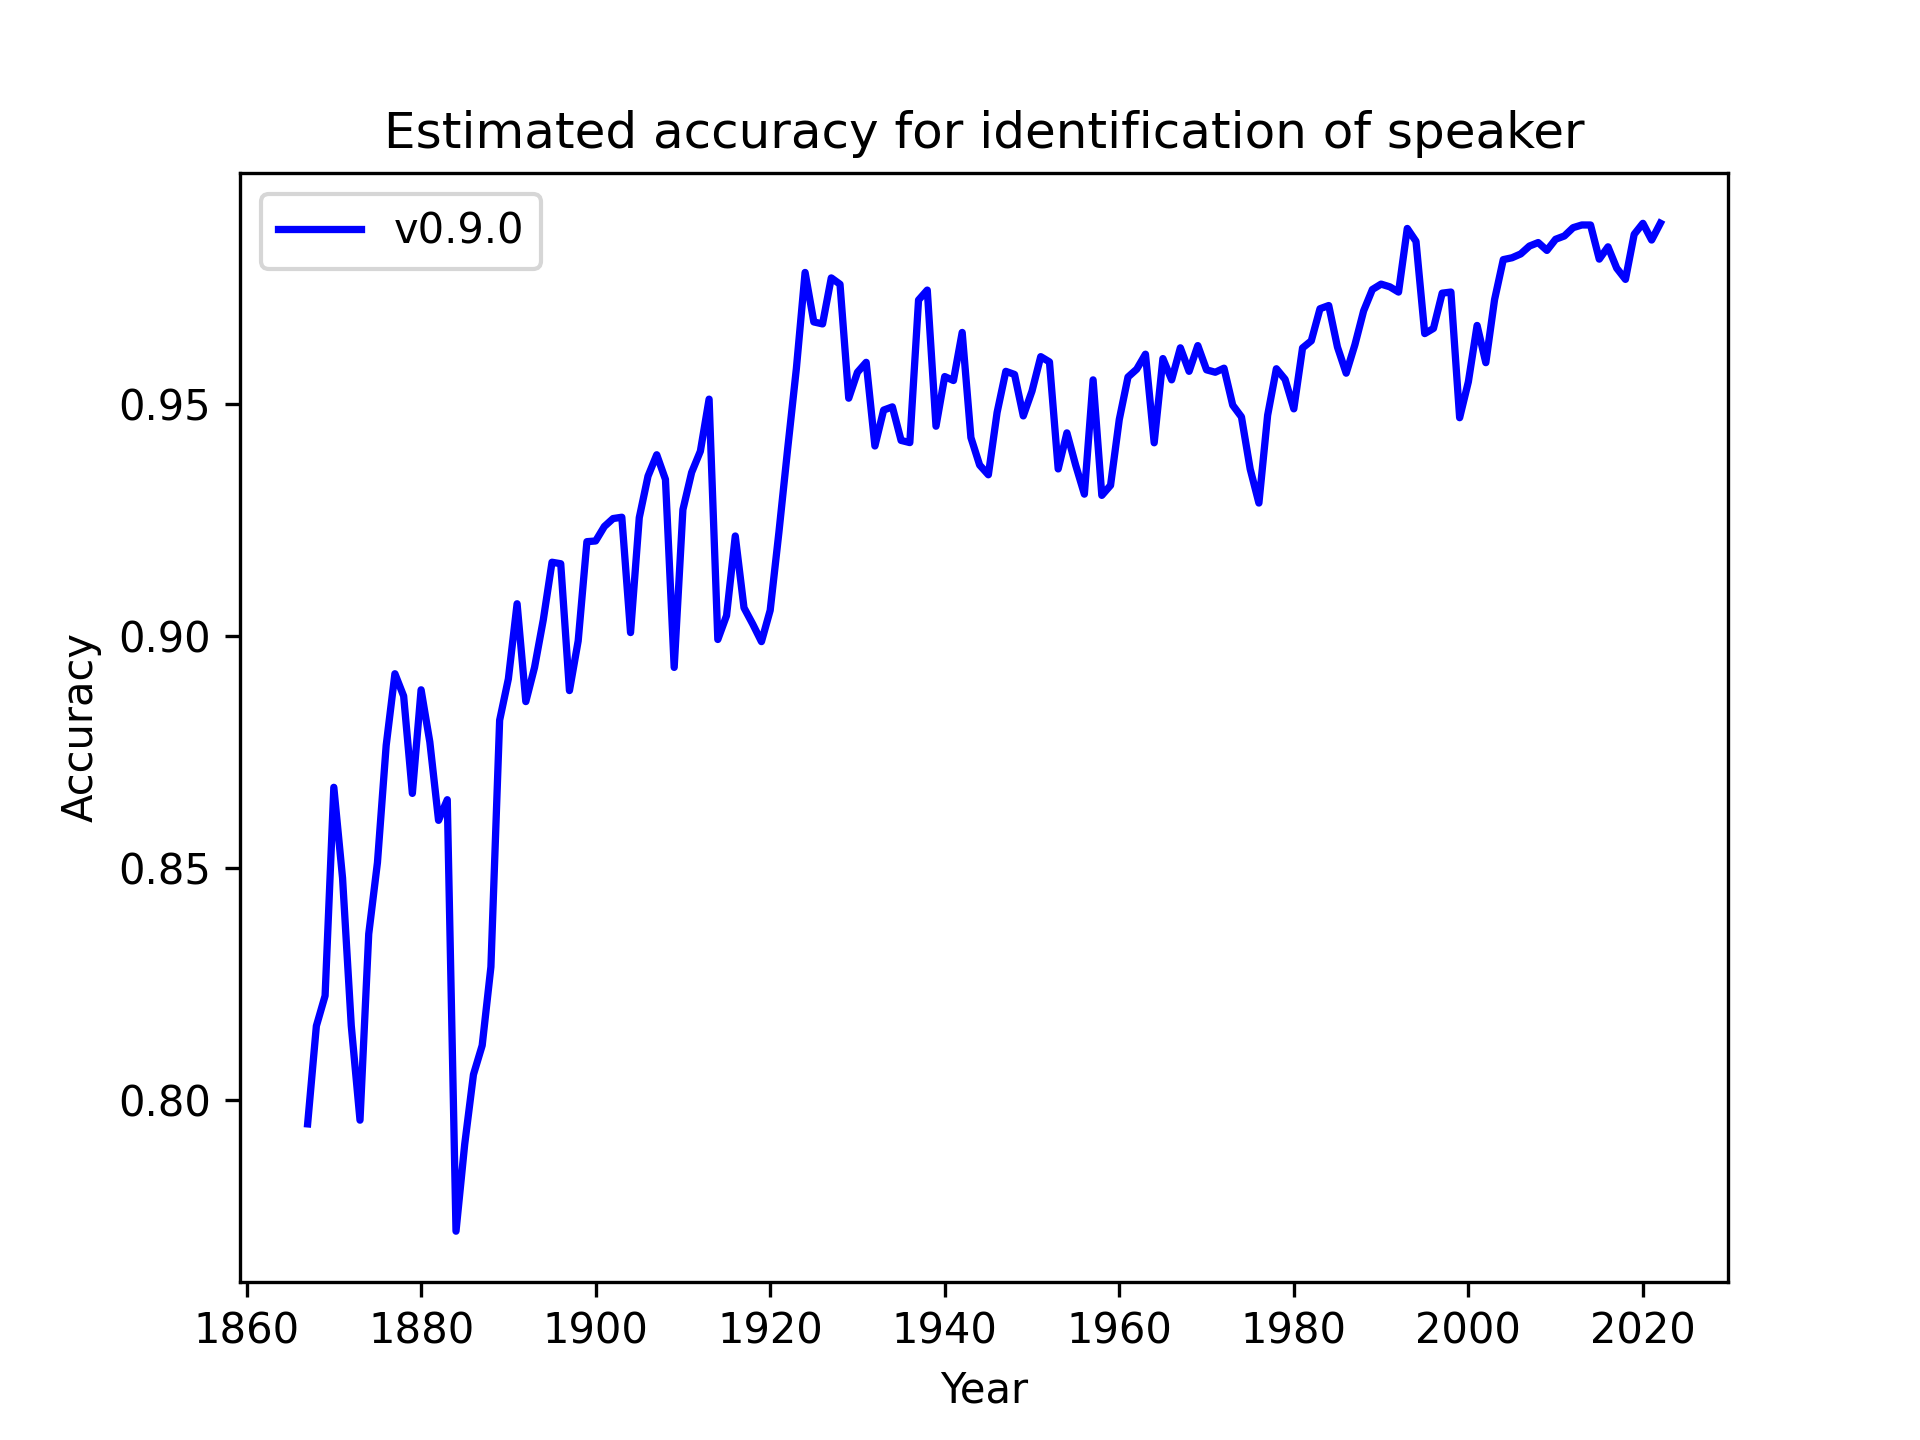 Estimated accuracy for identification of speaker
v0.9.0
0.95
0.90
0.85
0.80
Accuracy
1860 1880 1900 1920 1940 1960 1980 2000 2020
Year